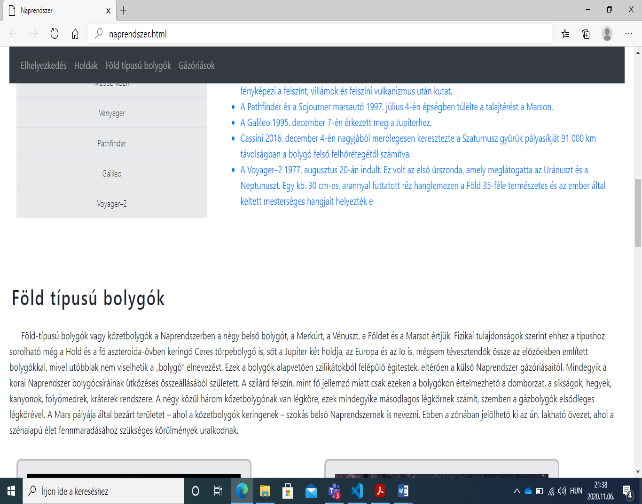 Naprendszer
naprendszer.html
Elhelyezkedés Holdak Föld típusú bolygók Gázóriások
fényképezi a felszínt, villámok és felszíni vulkanizmus után kutat.
Venyager
A Pathfinder és a Sojourner marsautó 1997. július 4-én épségben túlélte a talajtérést a Marson.
A Galileo 1995. december 7-én érkezett meg a Jupiterhez.
Pathfinder
Cassini 2016. december 4-én nagyjából merőlegesen keresztezte a Szaturnusz gyűrűk pályasíkját 91 000 km
távolságban a bolygó felső felhőrétegétől számítva.
Galileo
A Voyager–2 1977. augusztus 20-án indult. Ez volt az első űrszonda, amely meglátogatta az Uránuszt és a
Neptunuszt. Egy kb. 30 cm-es, arannyal futtatott réz hanglemezen a Föld 35-féle természetes és az ember által
Voyager–2
keltett mesterséges hangjait helyezték e
Föld típusú bolygók
Föld-típusú bolygók vagy kőzetbolygók a Naprendszerben a négy belső bolygót, a Merkúrt, a Vénuszt, a Földet és a Marsot értjük. Fizikai tulajdonságok szerint ehhez a típushoz
sorolható még a Hold és a fő aszteroida-övben keringő Ceres törpebolygó is, sőt a Jupiter két holdja, az Europa és az Io is, mégsem tévesztendők össze az előzőekben említett
bolygókkal, mivel utóbbiak nem viselhetik a „bolygó" elnevezést. Ezek a bolygók alapvetően szilikátokból felépülő égitestek, eltérően a külső Naprendszer gázóriásaitól. Mindegyik a
korai Naprendszer bolygócsíráinak ütközéses összeállásából született. A szilárd felszín, mint fő jellemző miatt csak ezeken a bolygókon értelmezhető a domborzat, a síkságok, hegyek,
kanyonok, folyómedrek, kráterek rendszere. A négy közül három kőzetbolygónak van légköre, ezek mindegyike másodlagos légkörnek számít, szemben a gázbolygók elsődleges
légkörével. A Mars pályája által bezárt területet – ahol a kőzetbolygók keringenek – szokás belső Naprendszernek is nevezni. Ebben a zónában jelölhető ki az ún. lakható övezet, ahol a
szénalapú élet fennmaradásához szükséges körülmények uralkodnak.
Írjon ide a kereséshez
HUN
21:38
2020.11.06.